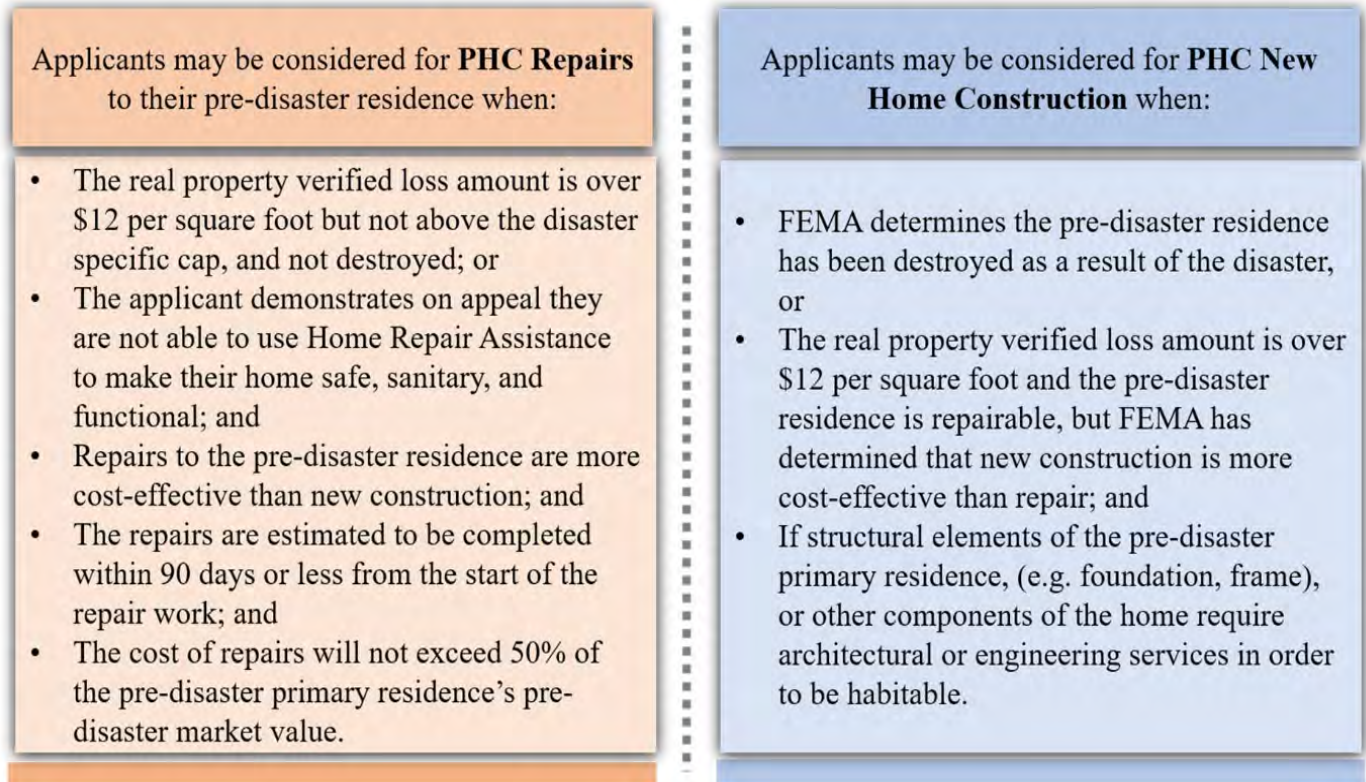 Applicants may be considered for PHC Repairs
to their pre-disaster residence when:
• The real property verified loss amount is over
$12 per square foot but not above the disaster
specific cap, and not destroyed; or
• The applicant demonstrates on appeal they
are not able to use Home Repair Assistance
to make their home safe, sanitary, and
functional; and
• Repairs to the pre-disaster residence are more
cost-effective than new construction; and
• The repairs are estimated to be completed
within 90 days or less from the start of the
repair work; and
• The cost of repairs will not exceed 50% of
the pre-disaster primary residence’s pre-
disaster market value.
Applicants may be considered for PHC New
Home Construction when:
• FEMA determines the pre-disaster residence
has been destroyed as a result of the disaster,
or
• The real property verified loss amount is over
$12 per square foot and the pre-disaster
residence is repairable, but FEMA has
determined that new construction is more
cost-effective than repair; and
• If structural elements of the pre-disaster
primary residence, (e.g. foundation, frame),
or other components of the home require
architectural or engineering services in order
to be habitable.